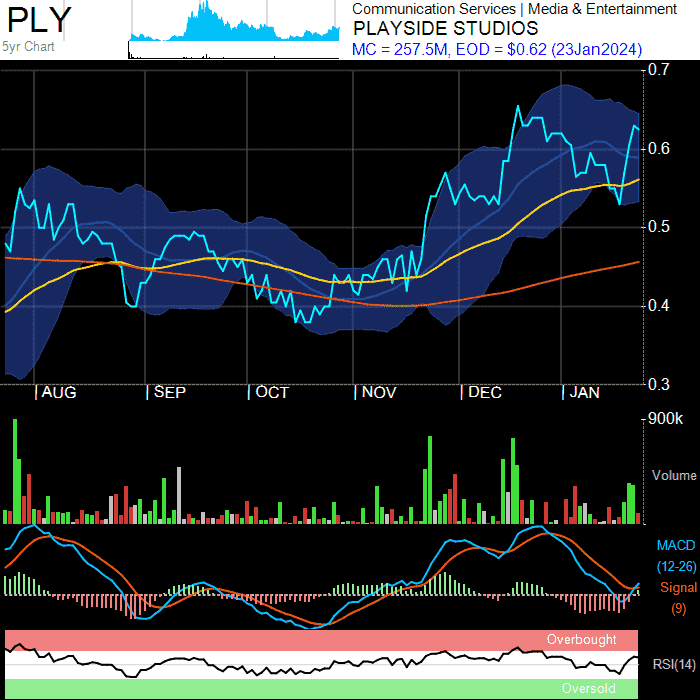 PLY
5yr Chart
Communication Services | Media & Entertainment
PLAYSIDE STUDIOS
MC = 257.5M, EOD = $0.62 (23Jan2024)
0.7
0.6
0.5
0.4
0.3
AUG SEP OCT NOV DEC JAN
900k
Volume
MACD
(12-26)
Signal
(9)
Overbought
RSI(14)
Oversold